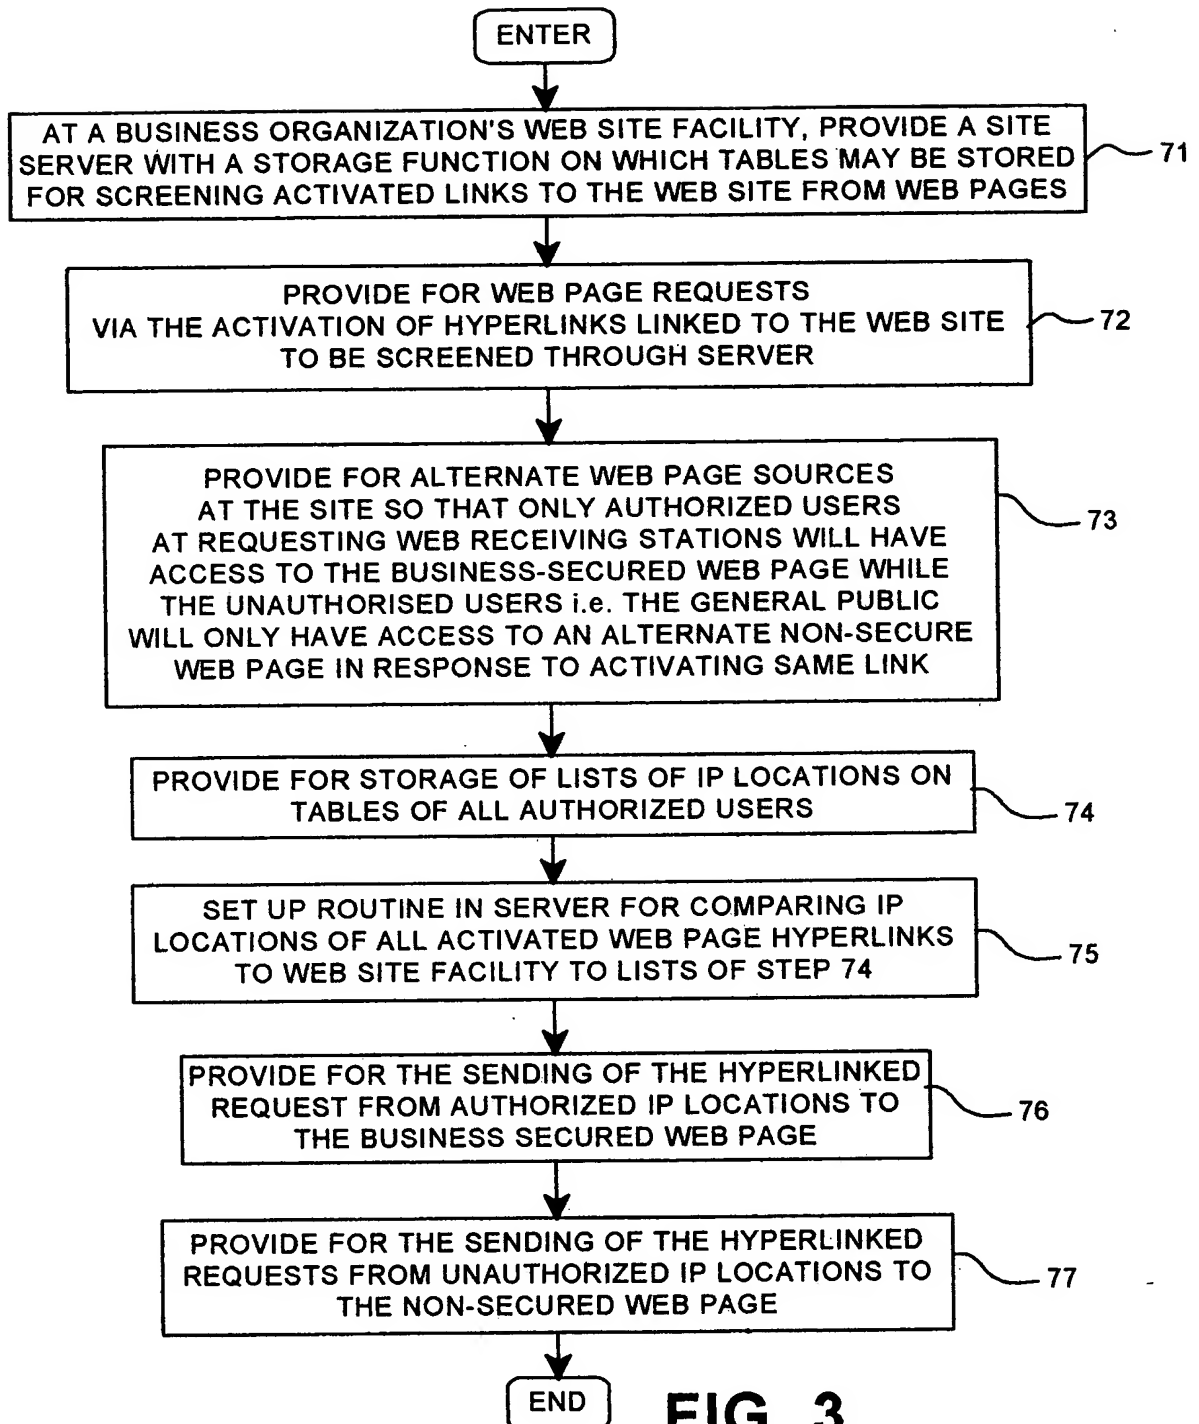 ENTER
AT A BUSINESS ORGANIZATION'S WEB SITE FACILITY, PROVIDE A SITE
SERVER WITH A STORAGE FUNCTION ON WHICH TABLES MAY BE STORED
FOR SCREENING ACTIVATED LINKS TO THE WEB SITE FROM WEB PAGES
71
PROVIDE FOR WEB PAGE REQUESTS
VIA THE ACTIVATION OF HYPERLINKS LINKED TO THE WEB SITE
TO BE SCREENED THROUGH SERVER
72
PROVIDE FOR ALTERNATE WEB PAGE SOURCES
AT THE SITE SO THAT ONLY AUTHORIZED USERS
AT REQUESTING WEB RECEIVING STATIONS WILL HAVE
ACCESS TO THE BUSINESS-SECURED WEB PAGE WHILE
THE UNAUTHORISED USERS i.e. THE GENERAL PUBLIC
WILL ONLY HAVE ACCESS TO AN ALTERNATE NON-SECURE
WEB PAGE IN RESPONSE TO ACTIVATING SAME LINK
73
PROVIDE FOR STORAGE OF LISTS OF IP LOCATIONS ON
TABLES OF ALL AUTHORIZED USERS
74
SET UP ROUTINE IN SERVER FOR COMPARING IP
LOCATIONS OF ALL ACTIVATED WEB PAGE HYPERLINKS
TO WEB SITE FACILITY TO LISTS OF STEP 74
75
PROVIDE FOR THE SENDING OF THE HYPERLINKED
REQUEST FROM AUTHORIZED IP LOCATIONS TO
THE BUSINESS SECURED WEB PAGE
76
PROVIDE FOR THE SENDING OF THE HYPERLINKED
REQUESTS FROM UNAUTHORIZED IP LOCATIONS TO
THE NON-SECURED WEB PAGE
77
END
FIG. 3